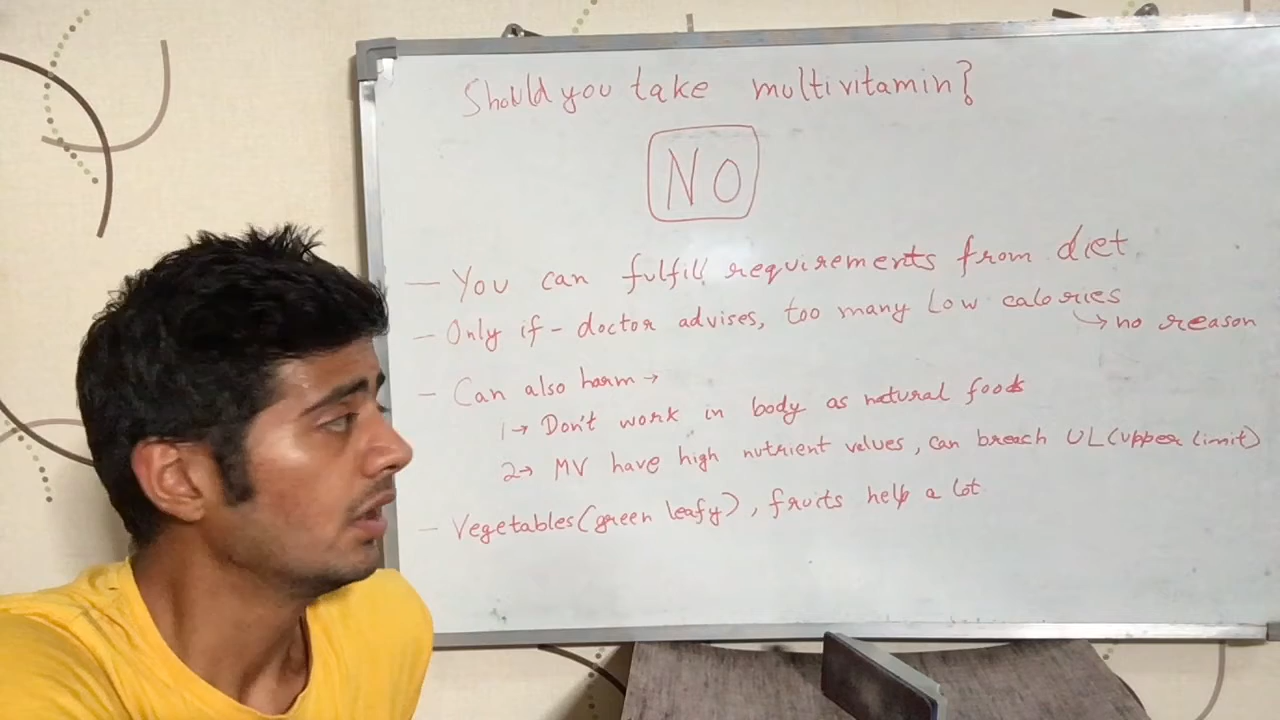 Should you take multivitamin?
NO
— You can fulfill requirements from diet
— Only if - doctor advises, too many Low calories
↳ no reason
— Can also harm →
1→ Don't work in body as natural foods
2→ MV have high nutrient values, can breach UL (upper limit)
— Vegetables (green leafy), fruits help a lot